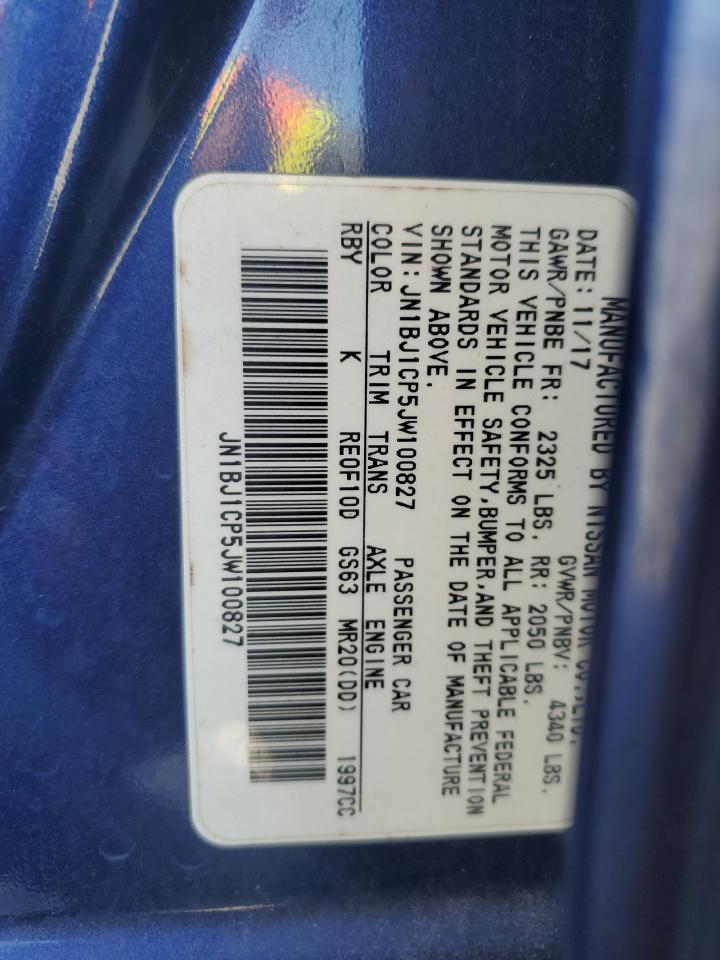 MANUFACTURED BY NISSAN MOTOR CO.,LTD.
DATE: 11/17 GVWR/PNBV: 4340 LBS.
GAWR/PNBE FR: 2325 LBS. RR: 2050 LBS.
THIS VEHICLE CONFORMS TO ALL APPLICABLE FEDERAL
MOTOR VEHICLE SAFETY,BUMPER,AND THEFT PREVENTION
STANDARDS IN EFFECT ON THE DATE OF MANUFACTURE
SHOWN ABOVE.
VIN: JN1BJ1CP5JW100827 PASSENGER CAR
COLOR TRIM TRANS AXLE ENGINE
RBY K RE0F10D GS63 MR20(DD) 1997CC
JN1BJ1CP5JW100827